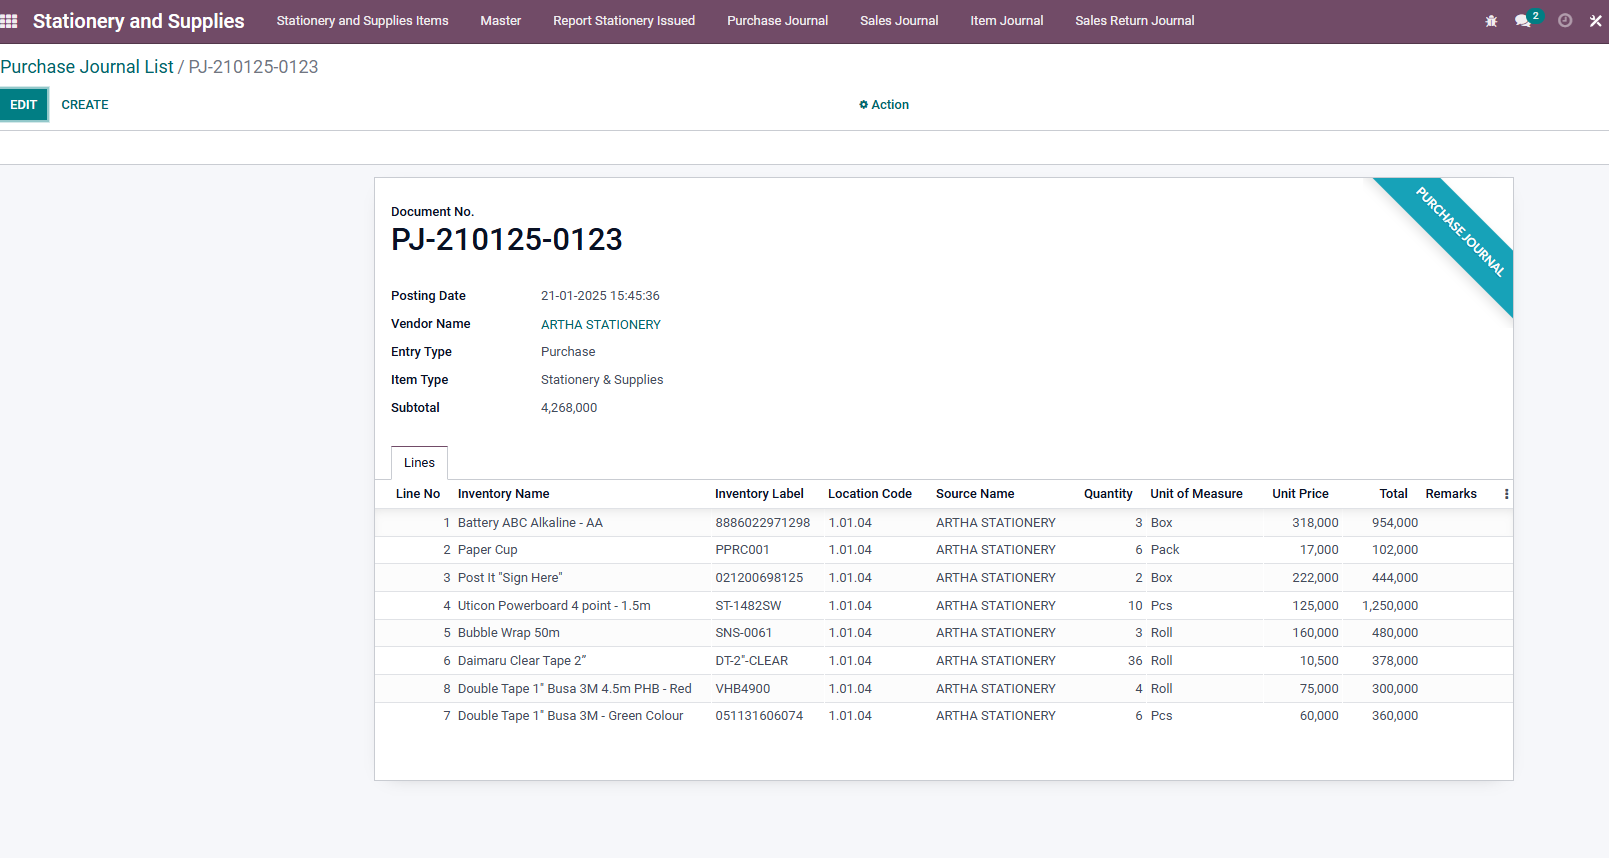 Stationery and Supplies Stationery and Supplies Items Master Report Stationery Issued Purchase Journal Sales Journal Item Journal Sales Return Journal 2
Purchase Journal List / PJ-210125-0123
EDIT CREATE Action
PURCHASE JOURNAL
Document No.
PJ-210125-0123
Posting Date 21-01-2025 15:45:36
Vendor Name ARTHA STATIONERY
Entry Type Purchase
Item Type Stationery & Supplies
Subtotal 4,268,000
Lines
Line No Inventory Name Inventory Label Location Code Source Name Quantity Unit of Measure Unit Price Total Remarks
1 Battery ABC Alkaline - AA 8886022971298 1.01.04 ARTHA STATIONERY 3 Box 318,000 954,000
2 Paper Cup PPRC001 1.01.04 ARTHA STATIONERY 6 Pack 17,000 102,000
3 Post It "Sign Here" 021200698125 1.01.04 ARTHA STATIONERY 2 Box 222,000 444,000
4 Uticon Powerboard 4 point - 1.5m ST-1482SW 1.01.04 ARTHA STATIONERY 10 Pcs 125,000 1,250,000
5 Bubble Wrap 50m SNS-0061 1.01.04 ARTHA STATIONERY 3 Roll 160,000 480,000
6 Daimaru Clear Tape 2” DT-2"-CLEAR 1.01.04 ARTHA STATIONERY 36 Roll 10,500 378,000
8 Double Tape 1" Busa 3M 4.5m PHB - Red VHB4900 1.01.04 ARTHA STATIONERY 4 Roll 75,000 300,000
7 Double Tape 1" Busa 3M - Green Colour 051131606074 1.01.04 ARTHA STATIONERY 6 Pcs 60,000 360,000